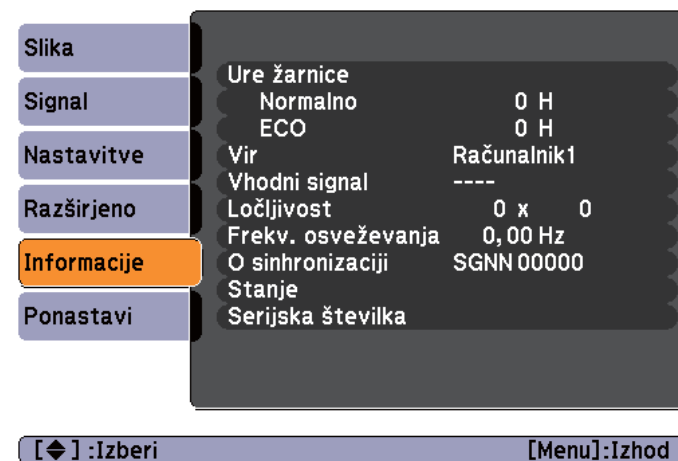 Slika
Signal
Nastavitve
Razširjeno
Informacije
Ponastavi
Ure žarnice
Normalno 0 H
ECO 0 H
Vir Računalnik1
Vhodni signal ----
Ločljivost 0 x 0
Frekv. osveževanja 0,00 Hz
O sinhronizaciji SGNN 00000
Stanje
Serijska številka
[◆] :Izberi [Menu]:Izhod